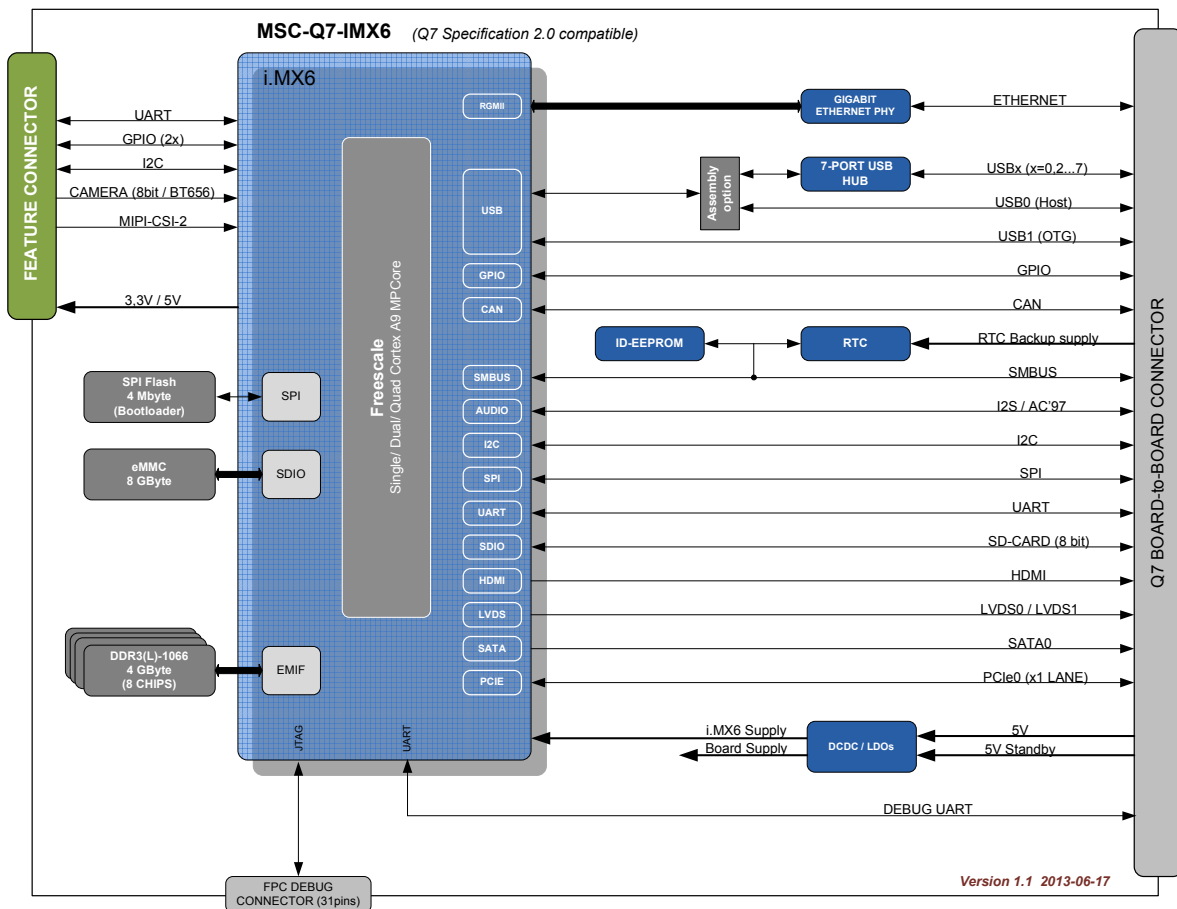 MSC-Q7-IMX6 (Q7 Specification 2.0 compatible)
i.MX6
FEATURE CONNECTOR
UART
GPIO (2x)
I2C
CAMERA (8bit / BT656)
MIPI-CSI-2
3,3V / 5V
SPI Flash
4 Mbyte
(Bootloader)
SPI
eMMC
8 GByte
SDIO
DDR3(L)-1066
4 GByte
(8 CHIPS)
EMIF
Freescale
Single/ Dual/ Quad Cortex A9 MPCore
JTAG
UART
FPC DEBUG
CONNECTOR (31pins)
RGMII
USB
GPIO
CAN
SMBUS
AUDIO
I2C
SPI
UART
SDIO
HDMI
LVDS
SATA
PCIE
GIGABIT
ETHERNET PHY
ETHERNET
Assembly
option
7-PORT USB
HUB
USBx (x=0,2...7)
USB0 (Host)
USB1 (OTG)
GPIO
CAN
ID-EEPROM
RTC
RTC Backup supply
SMBUS
I2S / AC'97
I2C
SPI
UART
SD-CARD (8 bit)
HDMI
LVDS0 / LVDS1
SATA0
PCIe0 (x1 LANE)
i.MX6 Supply
Board Supply
DCDC / LDOs
5V
5V Standby
DEBUG UART
Q7 BOARD-to-BOARD CONNECTOR
Version 1.1 2013-06-17